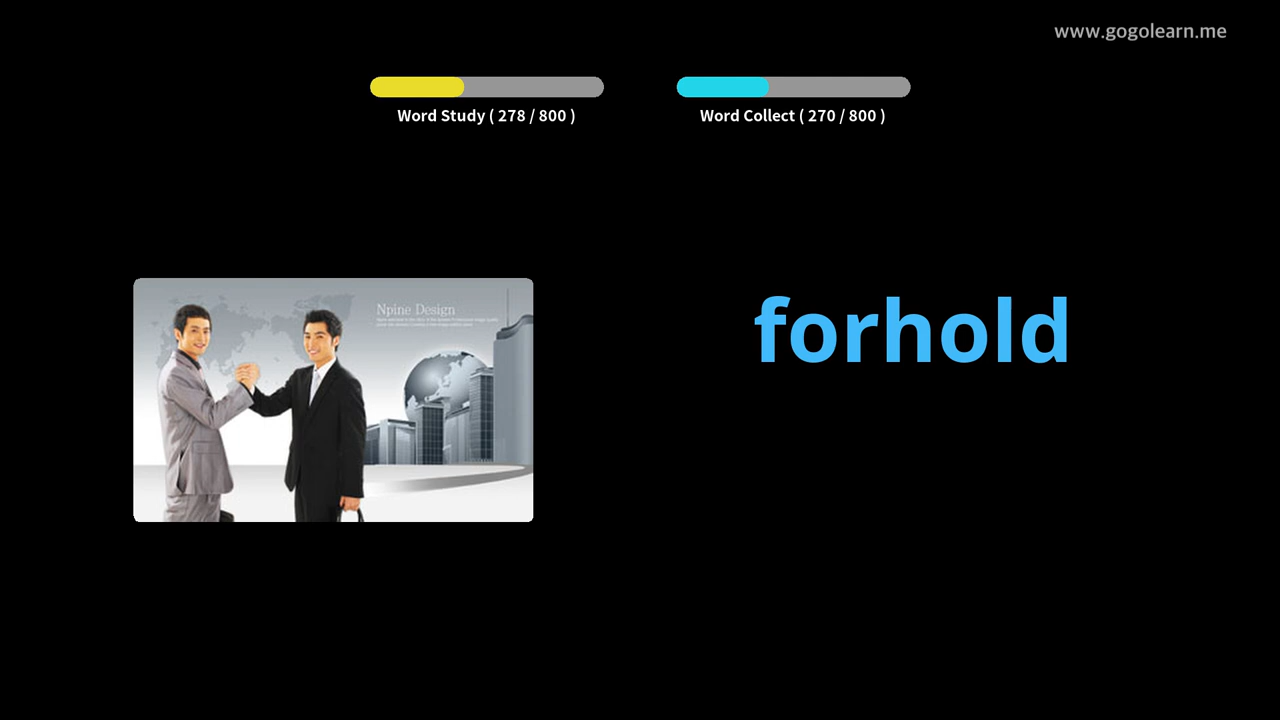 www.gogolearn.me
Word Study ( 278 / 800 )
Word Collect ( 270 / 800 )
Npine Design
forhold